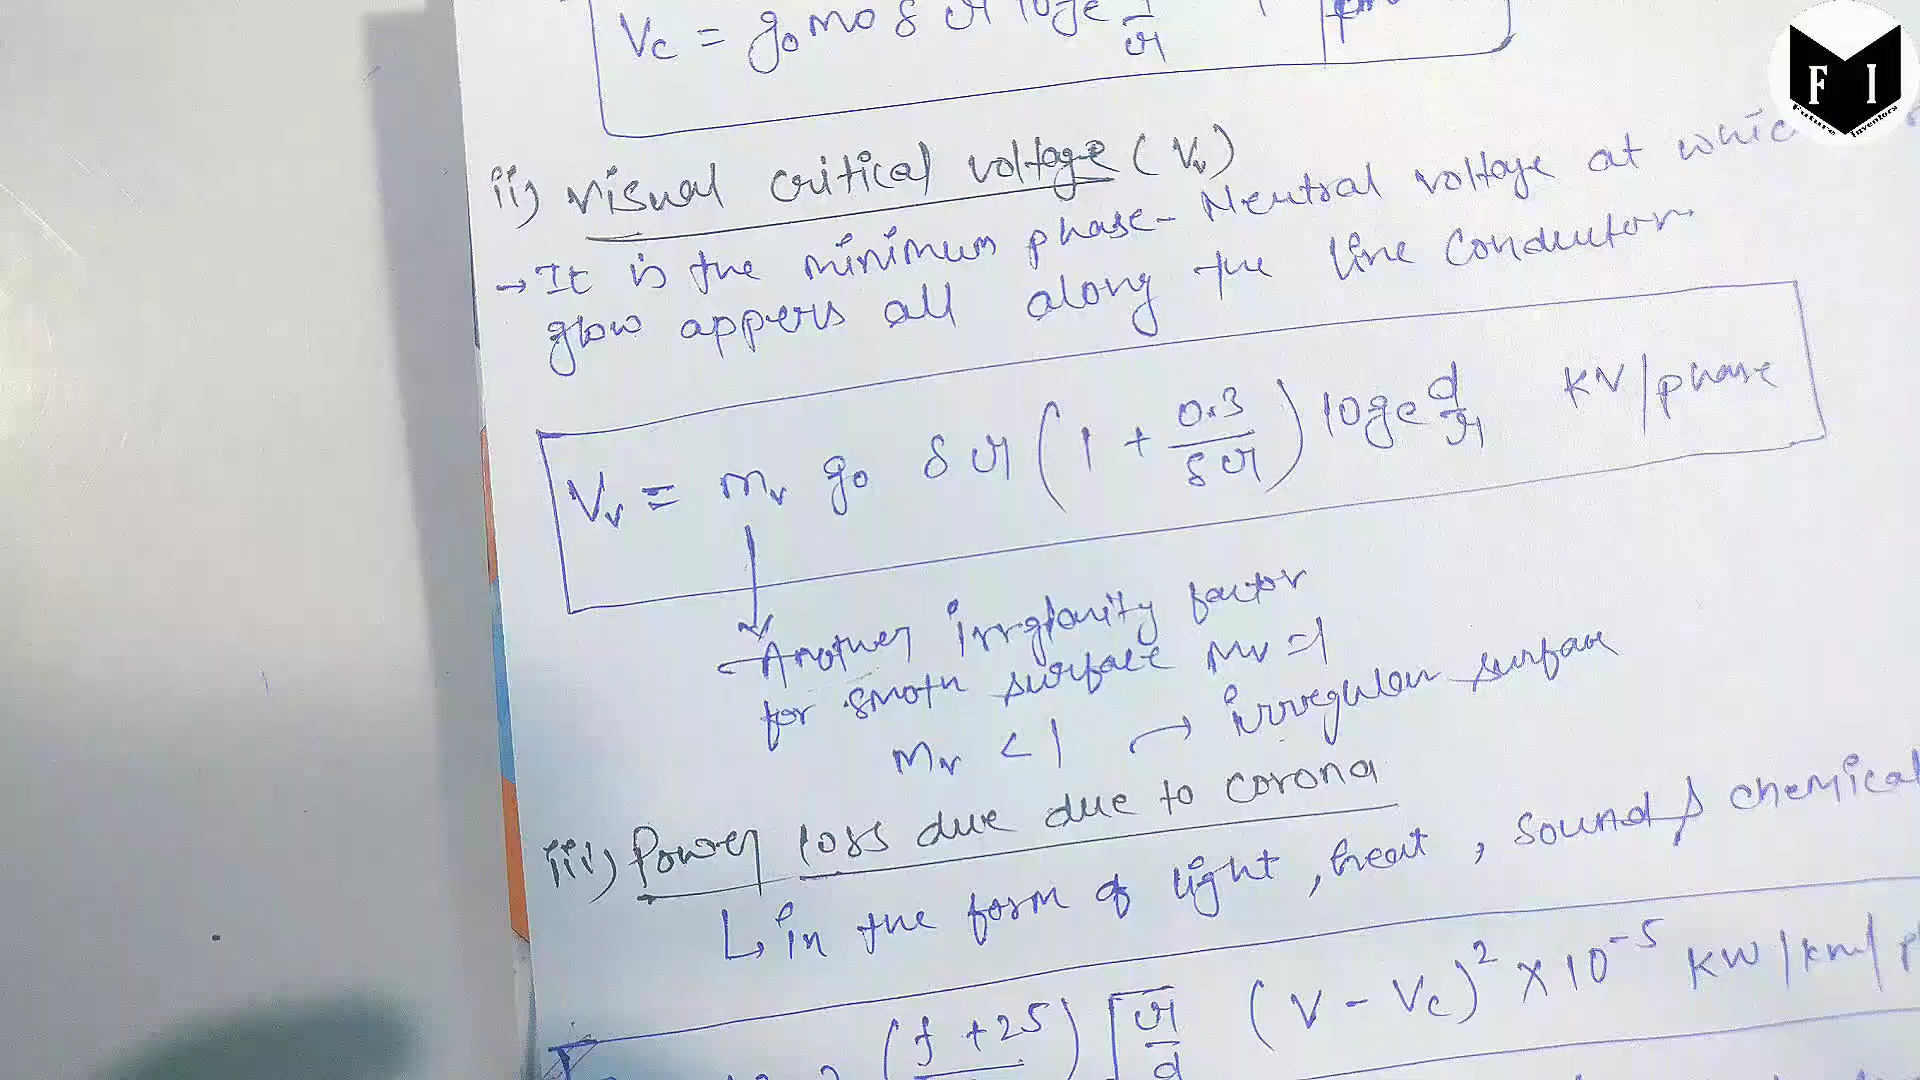 Vc = g₀ m₀ δ r loge /r
ii) visual critical voltage (Vv)
→ It is the minimum phase - Neutral voltage at whic
glow appers all along the line conductor.
Vv = mv g₀ δ r (1 + 0.3/δr) loge d/r KV/phase
→ Another irrglarity factor
for smoth surface Mv = 1
Mv < 1 → irregular surface
iii) Power loss due due to corona
↳ in the form of light, heat, sound & chemical
(f + 25) √r/d (V - Vc)² × 10⁻⁵ KW/km/p
F I
Future Inventors